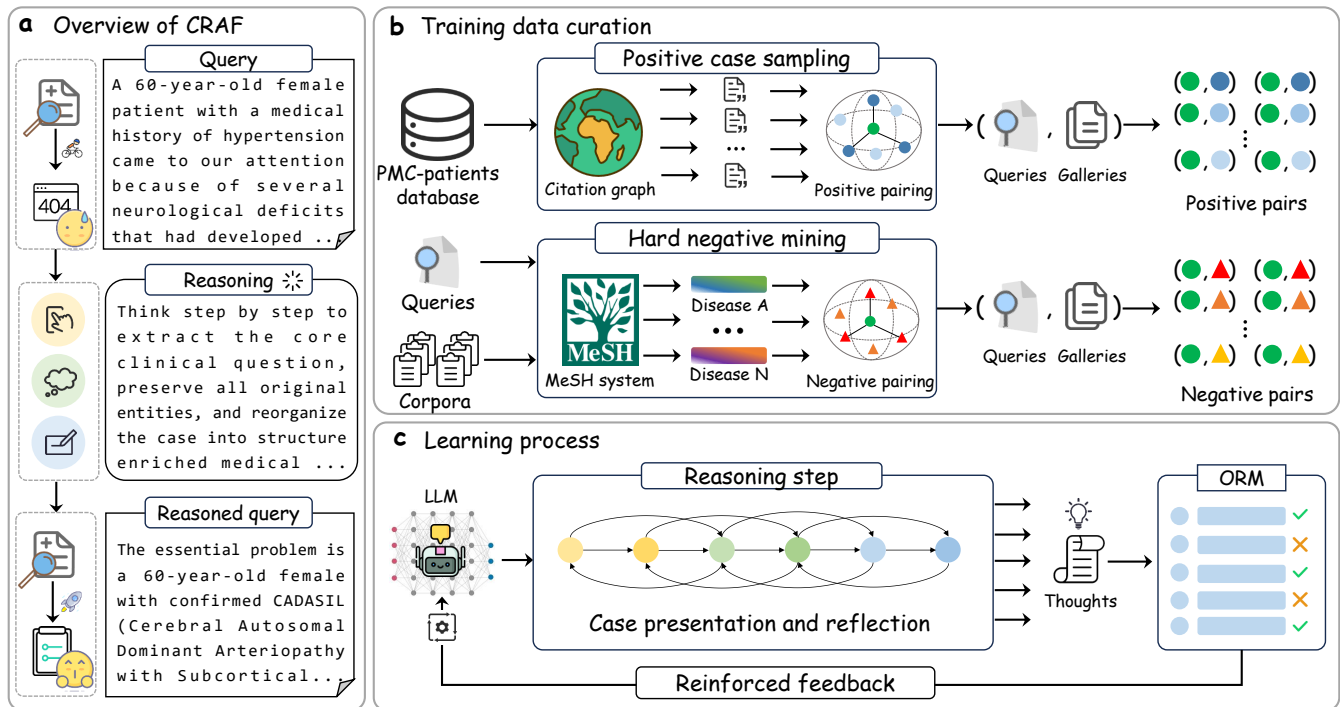 a Overview of CRAF
Query
A 60-year-old female
patient with a medical
history of hypertension
came to our attention
because of several
neurological deficits
that had developed ...
404
Reasoning
Think step by step to
extract the core
clinical question,
preserve all original
entities, and reorganize
the case into structure
enriched medical ...
Reasoned query
The essential problem is
a 60-year-old female
with confirmed CADASIL
(Cerebral Autosomal
Dominant Arteriopathy
with Subcortical...
b Training data curation
Positive case sampling
PMC-patients
database
Citation graph
...
Positive pairing
( , )
Queries Galleries
( , ) ( , )
( , ) ( , )
( , ) ( , )
Positive pairs
Hard negative mining
Queries
Corpora
MeSH
MeSH system
Disease A
Disease N
Negative pairing
( , )
Queries Galleries
( , ) ( , )
( , ) ( , )
( , ) ( , )
Negative pairs
c Learning process
LLM
Reasoning step
Case presentation and reflection
Thoughts
ORM
Reinforced feedback